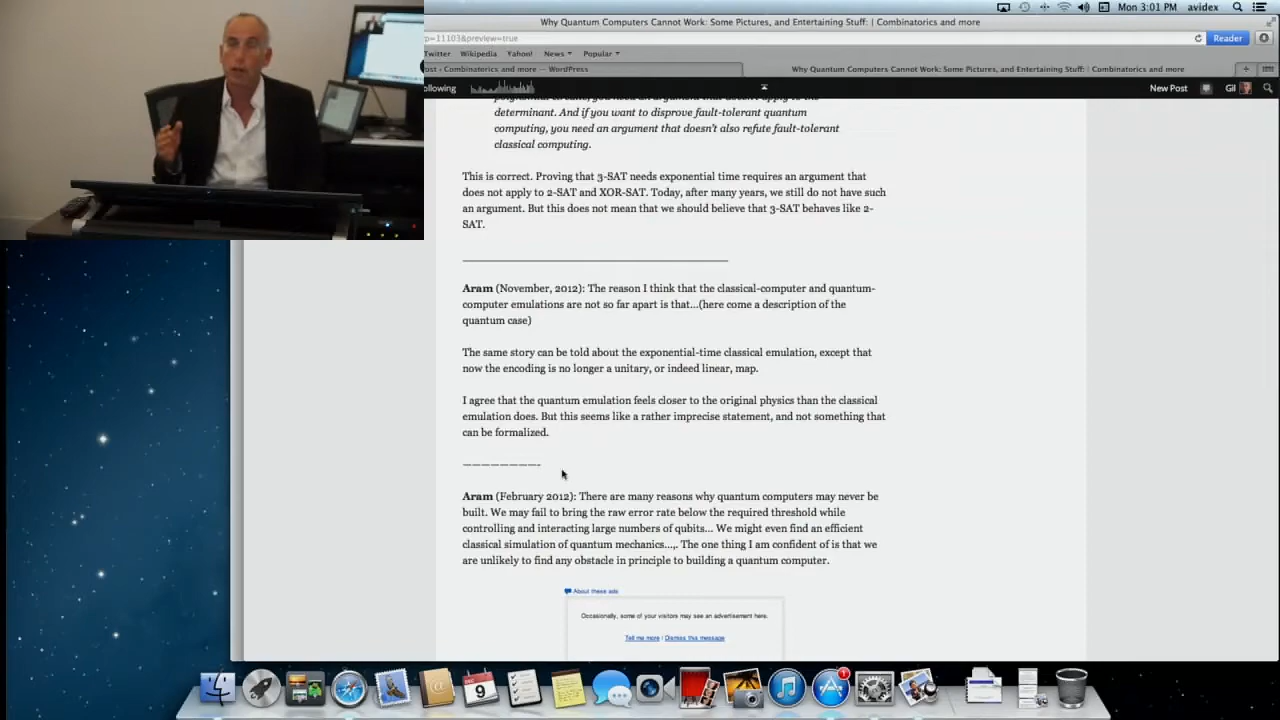 Mon 3:01 PM avidex
Why Quantum Computers Cannot Work: Some Pictures, and Entertaining Stuff: | Combinatorics and more
p=11103&preview=true
Reader
Twitter Wikipedia Yahoo! News Popular
ost ‹ Combinatorics and more — WordPress
Why Quantum Computers Cannot Work: Some Pictures, and Entertaining Stuff: | Combinatorics and more
ollowing New Post Gil
determinant. And if you want to disprove fault-tolerant quantum
computing, you need an argument that doesn't also refute fault-tolerant
classical computing.
This is correct. Proving that 3-SAT needs exponential time requires an argument that
does not apply to 2-SAT and XOR-SAT. Today, after many years, we still do not have such
an argument. But this does not mean that we should believe that 3-SAT behaves like 2-
SAT.
Aram (November, 2012): The reason I think that the classical-computer and quantum-
computer emulations are not so far apart is that...(here come a description of the
quantum case)
The same story can be told about the exponential-time classical emulation, except that
now the encoding is no longer a unitary, or indeed linear, map.
I agree that the quantum emulation feels closer to the original physics than the classical
emulation does. But this seems like a rather imprecise statement, and not something that
can be formalized.
————————-
Aram (February 2012): There are many reasons why quantum computers may never be
built. We may fail to bring the raw error rate below the required threshold while
controlling and interacting large numbers of qubits... We might even find an efficient
classical simulation of quantum mechanics...,. The one thing I am confident of is that we
are unlikely to find any obstacle in principle to building a quantum computer.
About these ads
Occasionally, some of your visitors may see an advertisement here.
Tell me more | Dismiss this message
DEC
9
1